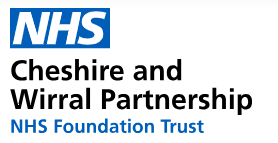 NHS
Cheshire and
Wirral Partnership
NHS Foundation Trust